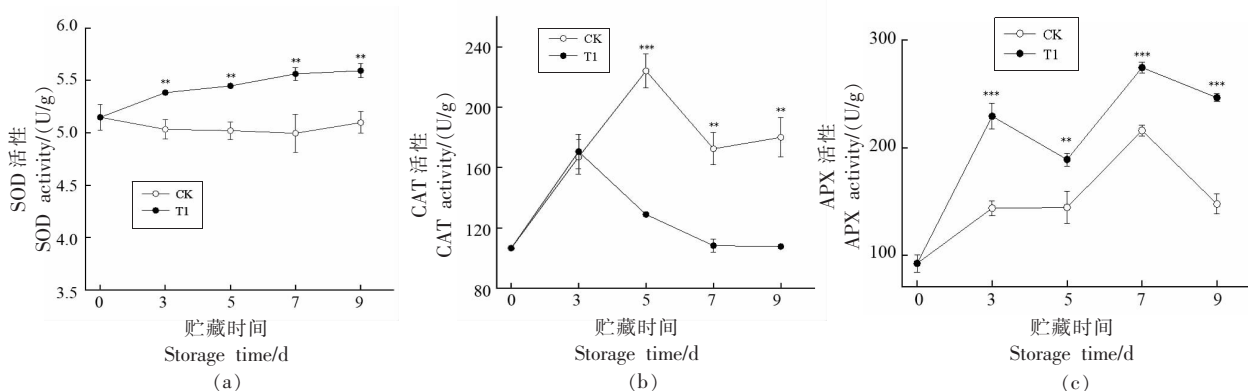 6.0
5.5
5.0
4.5
4.0
3.5
SOD 活性
SOD activity/(U/g)
**
**
**
**
CK
T1
0
3
5
7
9
贮藏时间
Storage time/d
(a)
240
200
160
120
80
CAT 活性
CAT activity/(U/g)
CK
T1
***
**
**
0
3
5
7
9
贮藏时间
Storage time/d
(b)
300
200
100
APX 活性
APX activity/(U/g)
CK
T1
***
**
***
***
0
3
5
7
9
贮藏时间
Storage time/d
(c)